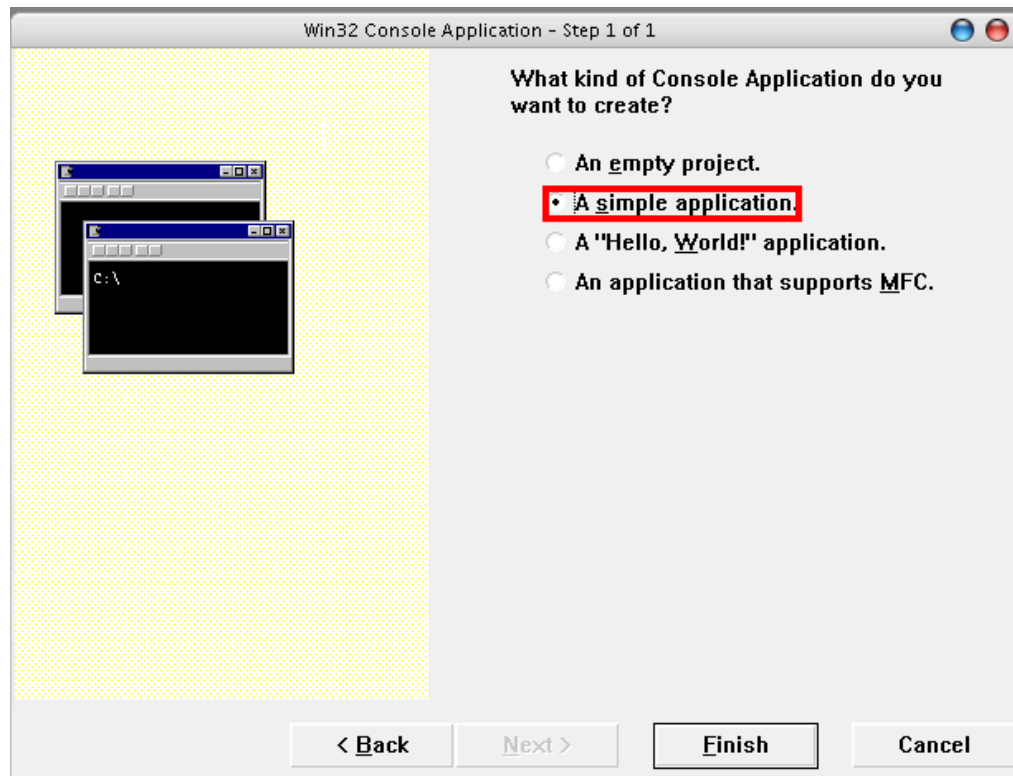 Win32 Console Application - Step 1 of 1
What kind of Console Application do you
want to create?
An empty project.
A simple application.
A "Hello, World!" application.
An application that supports MFC.
C:\
< Back
Next >
Finish
Cancel